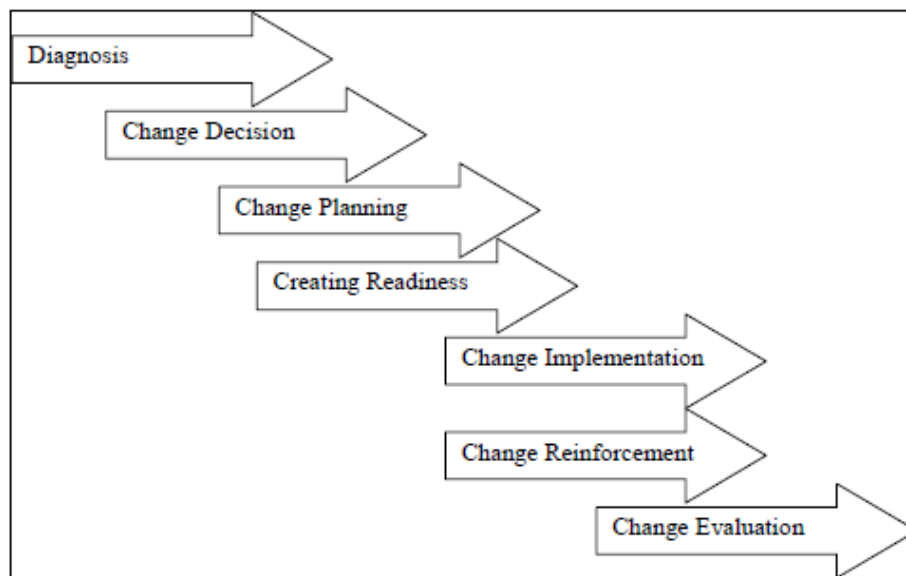 Diagnosis
Change Decision
Change Planning
Creating Readiness
Change Implementation
Change Reinforcement
Change Evaluation